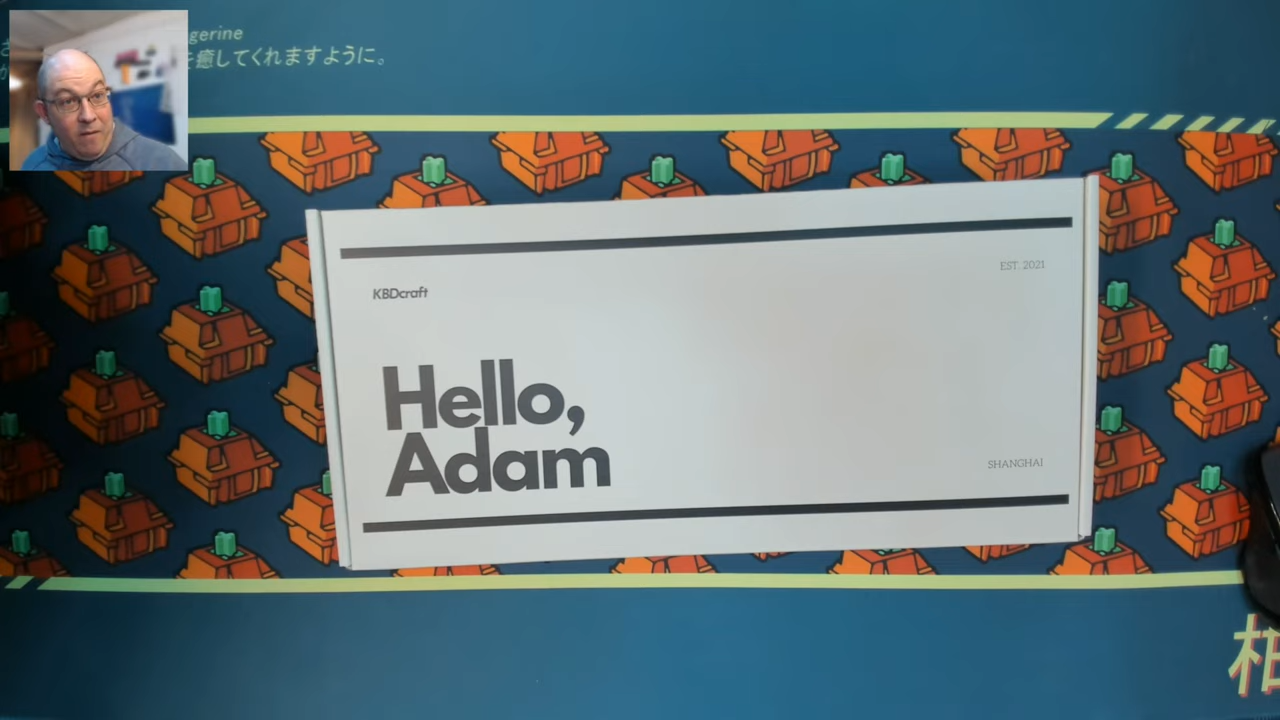 gerine
を癒してくれますように。
KBDcraft
EST. 2021
Hello,
Adam
SHANGHAI